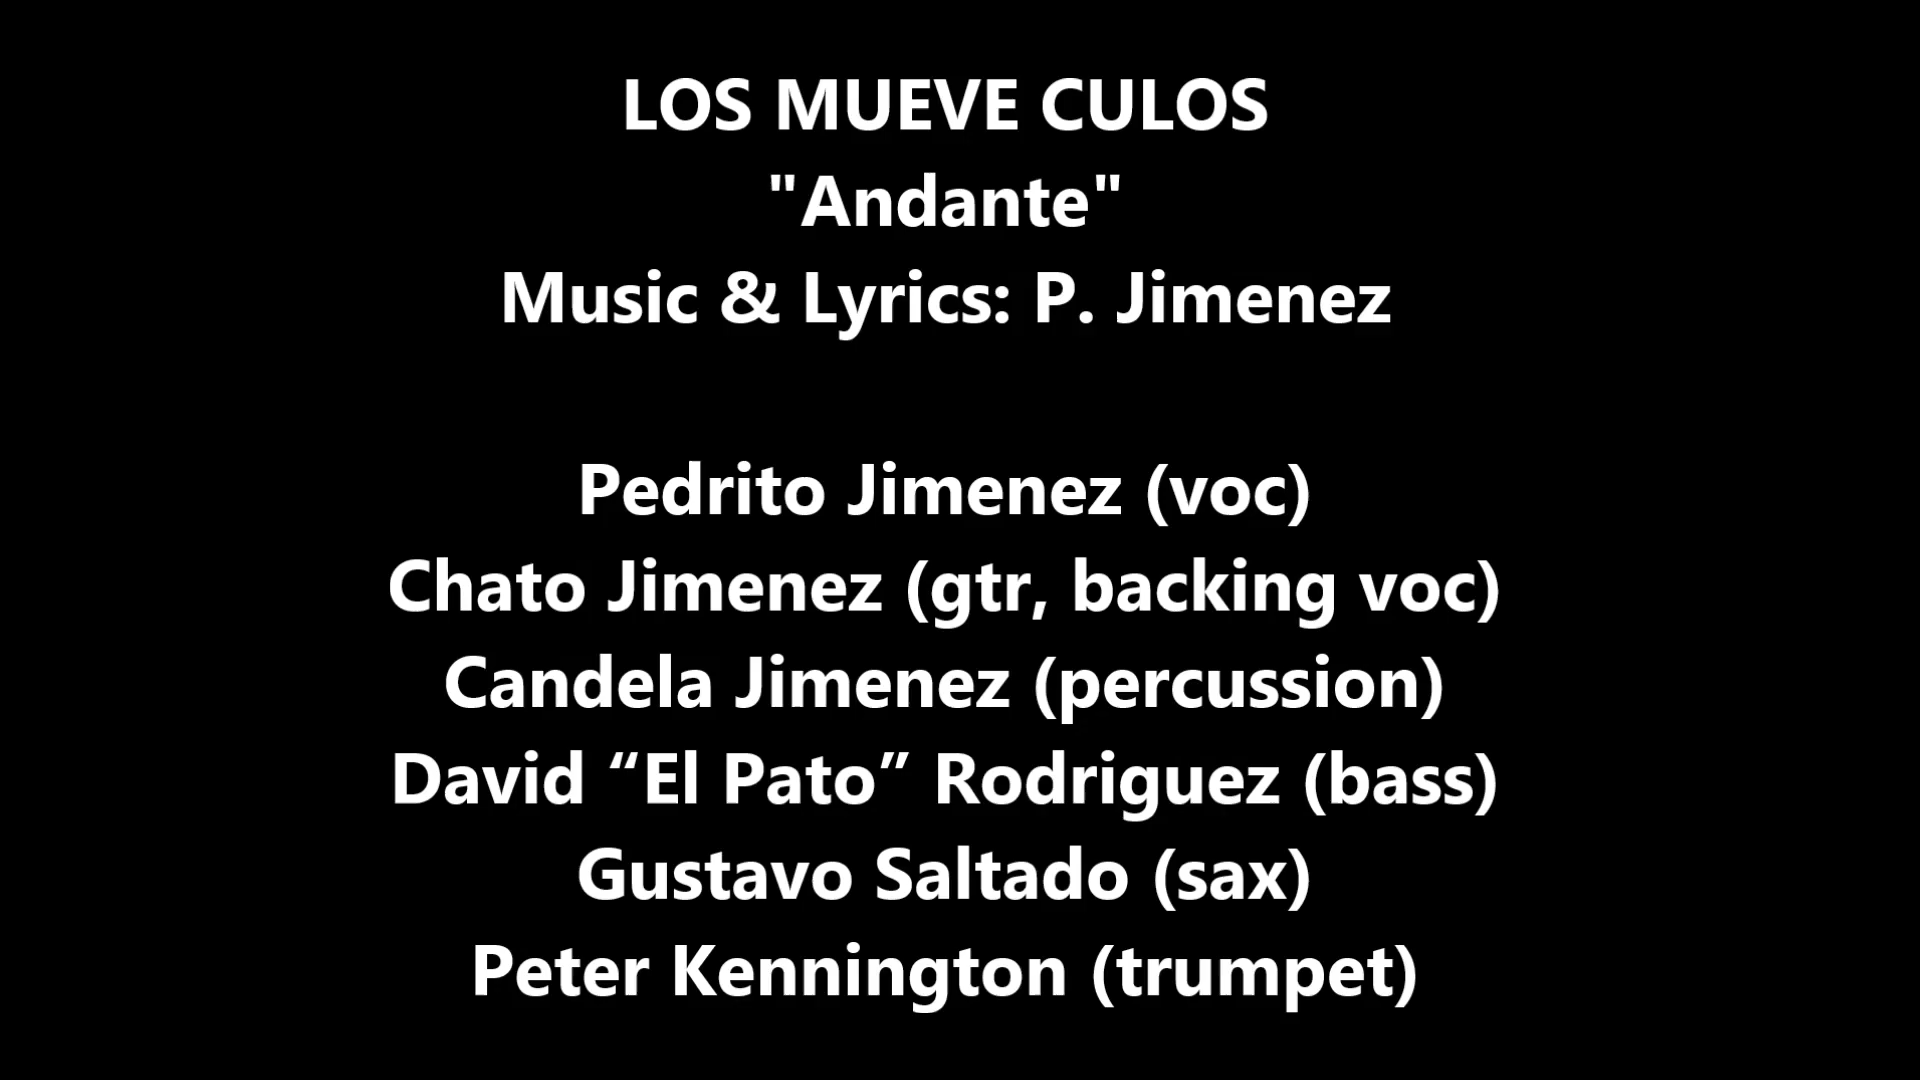 LOS MUEVE CULOS
"Andante"
Music & Lyrics: P. Jimenez
Pedrito Jimenez (voc)
Chato Jimenez (gtr, backing voc)
Candela Jimenez (percussion)
David “El Pato” Rodriguez (bass)
Gustavo Saltado (sax)
Peter Kennington (trumpet)